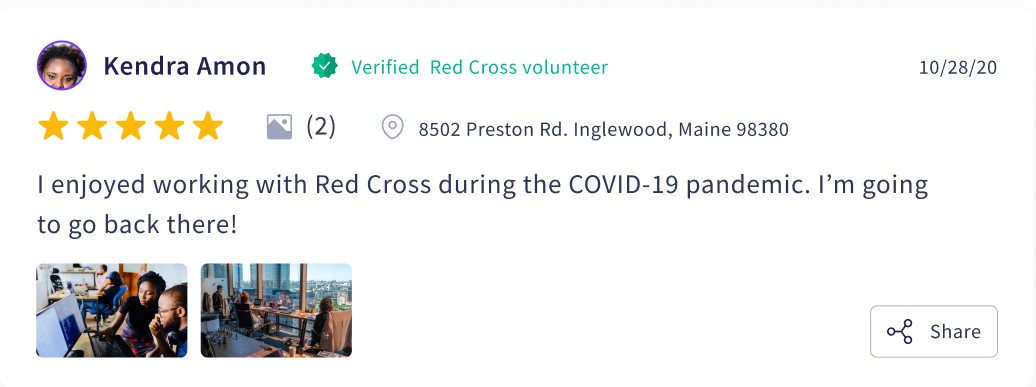 Kendra Amon Verified Red Cross volunteer 10/28/20
(2) 8502 Preston Rd. Inglewood, Maine 98380
I enjoyed working with Red Cross during the COVID-19 pandemic. I’m going
to go back there!
Share